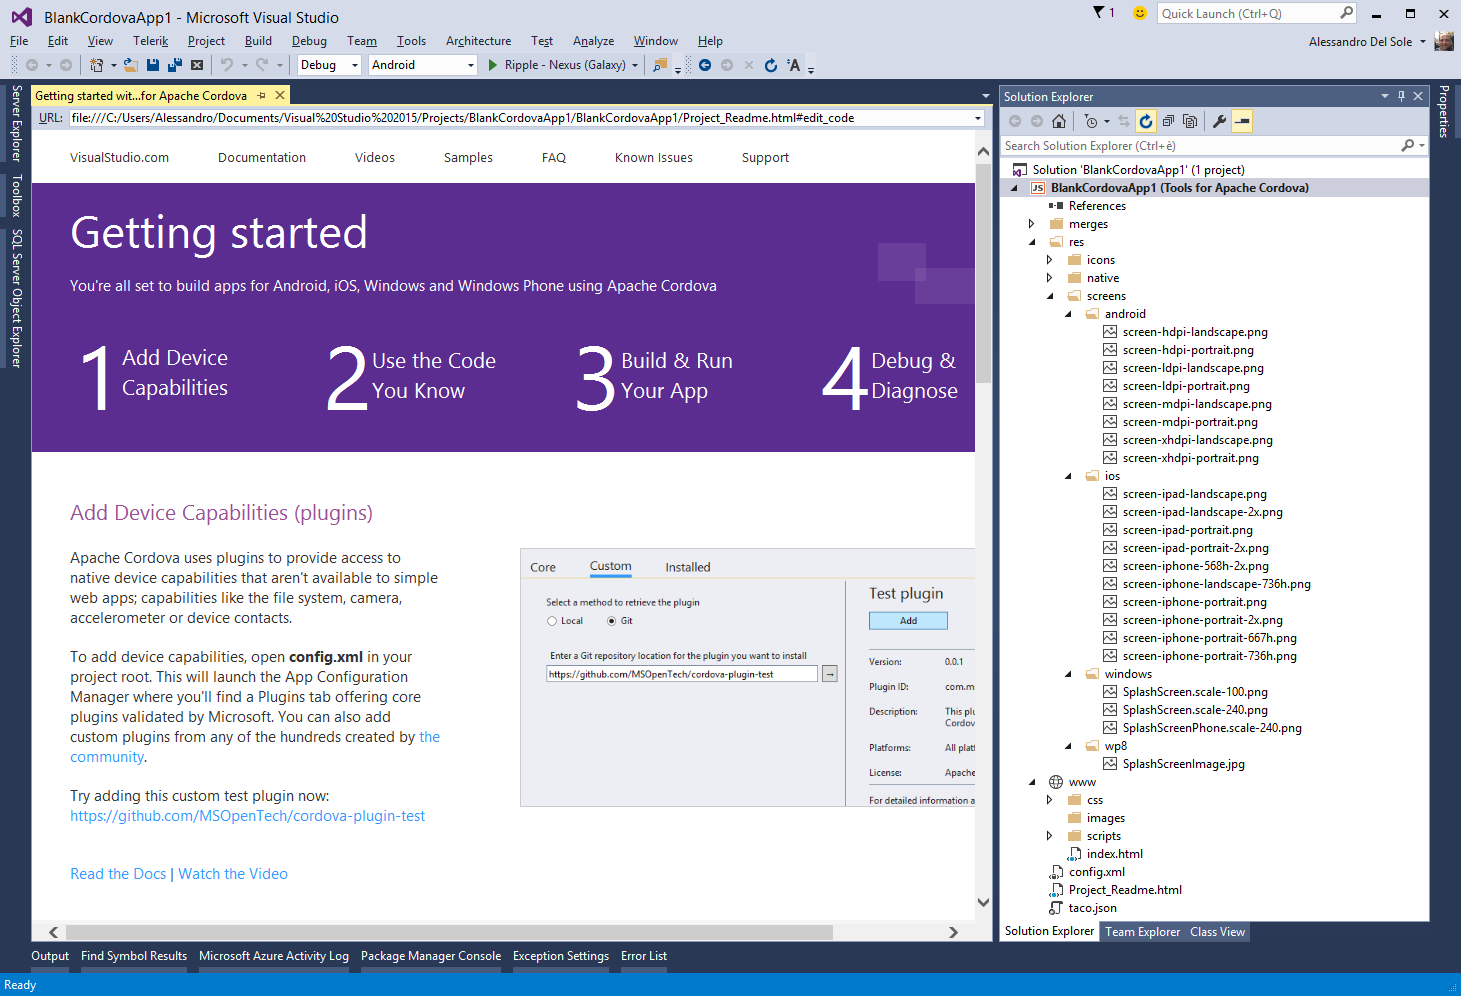 BlankCordovaApp1 - Microsoft Visual Studio
1
Quick Launch (Ctrl+Q)
File Edit View Telerik Project Build Debug Team Tools Architecture Test Analyze Window Help
Alessandro Del Sole
Debug Android Ripple - Nexus (Galaxy)
Server Explorer
Toolbox
SQL Server Object Explorer
Getting started wit...for Apache Cordova
URL: file:///C:/Users/Alessandro/Documents/Visual%20Studio%202015/Projects/BlankCordovaApp1/BlankCordovaApp1/Project_Readme.html#edit_code
VisualStudio.com Documentation Videos Samples FAQ Known Issues Support
Getting started
You're all set to build apps for Android, iOS, Windows and Windows Phone using Apache Cordova
1 Add Device
Capabilities
2 Use the Code
You Know
3 Build & Run
Your App
4 Debug &
Diagnose
Add Device Capabilities (plugins)
Apache Cordova uses plugins to provide access to
native device capabilities that aren't available to simple
web apps; capabilities like the file system, camera,
accelerometer or device contacts.
To add device capabilities, open config.xml in your
project root. This will launch the App Configuration
Manager where you'll find a Plugins tab offering core
plugins validated by Microsoft. You can also add
custom plugins from any of the hundreds created by the
community.
Try adding this custom test plugin now:
https://github.com/MSOpenTech/cordova-plugin-test
Read the Docs | Watch the Video
Core Custom Installed
Select a method to retrieve the plugin
Local Git
Enter a Git repository location for the plugin you want to install
https://github.com/MSOpenTech/cordova-plugin-test
Test plugin
Add
Version: 0.0.1
Plugin ID: com.m
Description: This plu
Cordov
Platforms: All platf
License: Apache
For detailed information a
Solution Explorer
Search Solution Explorer (Ctrl+è)
Solution 'BlankCordovaApp1' (1 project)
JS BlankCordovaApp1 (Tools for Apache Cordova)
References
merges
res
icons
native
screens
android
screen-hdpi-landscape.png
screen-hdpi-portrait.png
screen-ldpi-landscape.png
screen-ldpi-portrait.png
screen-mdpi-landscape.png
screen-mdpi-portrait.png
screen-xhdpi-landscape.png
screen-xhdpi-portrait.png
ios
screen-ipad-landscape.png
screen-ipad-landscape-2x.png
screen-ipad-portrait.png
screen-ipad-portrait-2x.png
screen-iphone-568h-2x.png
screen-iphone-landscape-736h.png
screen-iphone-portrait.png
screen-iphone-portrait-2x.png
screen-iphone-portrait-667h.png
screen-iphone-portrait-736h.png
windows
SplashScreen.scale-100.png
SplashScreen.scale-240.png
SplashScreenPhone.scale-240.png
wp8
SplashScreenImage.jpg
www
css
images
scripts
index.html
config.xml
Project_Readme.html
taco.json
Solution Explorer Team Explorer Class View
Properties
Output Find Symbol Results Microsoft Azure Activity Log Package Manager Console Exception Settings Error List
Ready